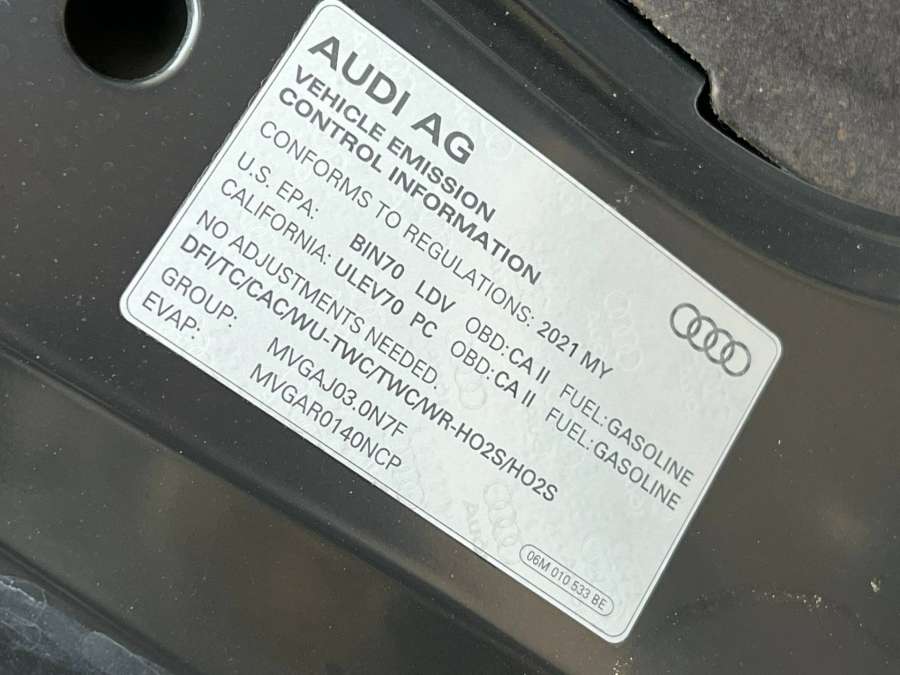 AUDI AG
VEHICLE EMISSION
CONTROL INFORMATION
CONFORMS TO REGULATIONS: 2021 MY
U.S. EPA: BIN70 LDV OBD:CA II FUEL:GASOLINE
CALIFORNIA: ULEV70 PC OBD:CA II FUEL:GASOLINE
NO ADJUSTMENTS NEEDED.
DFI/TC/CAC/WU-TWC/TWC/WR-HO2S/HO2S
GROUP: MVGAJ03.0N7F
EVAP: MVGAR0140NCP
06M 010 533 BE